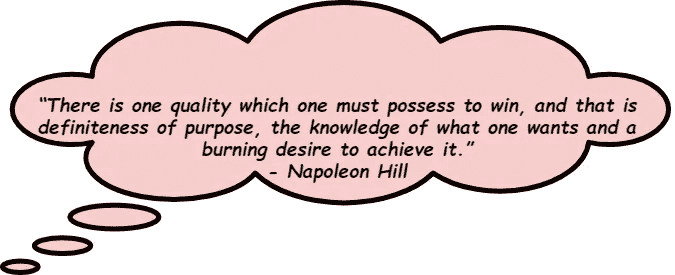 “There is one quality which one must possess to win, and that is
definiteness of purpose, the knowledge of what one wants and a
burning desire to achieve it.”
- Napoleon Hill